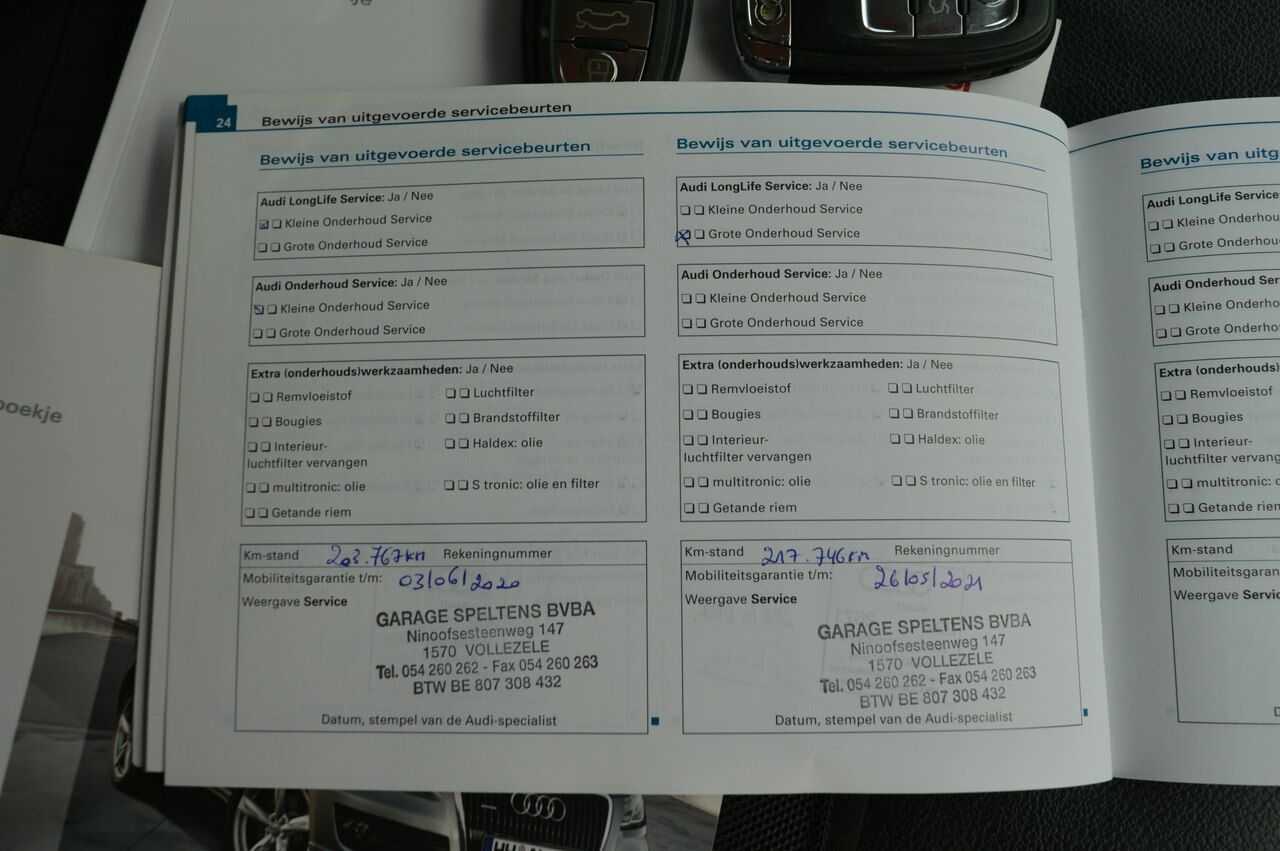 24
Bewijs van uitgevoerde servicebeurten
Bewijs van uitgevoerde servicebeurten
Audi LongLife Service: Ja / Nee
Kleine Onderhoud Service
Grote Onderhoud Service
Audi Onderhoud Service: Ja / Nee
Kleine Onderhoud Service
Grote Onderhoud Service
Extra (onderhouds)werkzaamheden: Ja / Nee
Remvloeistof
Luchtfilter
Bougies
Brandstoffilter
Interieur-
luchtfilter vervangen
Haldex: olie
multitronic: olie
S tronic: olie en filter
Getande riem
Km-stand 203.767km Rekeningnummer
Mobiliteitsgarantie t/m: 03/06/2020
Weergave Service
GARAGE SPELTENS BVBA
Ninoofsesteenweg 147
1570 VOLLEZELE
Tel. 054 260 262 - Fax 054 260 263
BTW BE 807 308 432
Datum, stempel van de Audi-specialist
Bewijs van uitgevoerde servicebeurten
Audi LongLife Service: Ja / Nee
Kleine Onderhoud Service
Grote Onderhoud Service
Audi Onderhoud Service: Ja / Nee
Kleine Onderhoud Service
Grote Onderhoud Service
Extra (onderhouds)werkzaamheden: Ja / Nee
Remvloeistof
Luchtfilter
Bougies
Brandstoffilter
Interieur-
luchtfilter vervangen
Haldex: olie
multitronic: olie
S tronic: olie en filter
Getande riem
Km-stand 217.746km Rekeningnummer
Mobiliteitsgarantie t/m: 26/05/2021
Weergave Service
GARAGE SPELTENS BVBA
Ninoofsesteenweg 147
1570 VOLLEZELE
Tel. 054 260 262 - Fax 054 260 263
BTW BE 807 308 432
Datum, stempel van de Audi-specialist
Bewijs van uitg
Audi LongLife Service
Kleine Onderhou
Grote Onderhou
Audi Onderhoud Servic
Kleine Onderho
Grote Onderho
Extra (onderhouds)
Remvloeistof
Bougies
Interieur-
luchtfilter vervang
multitronic: o
Getande riem
Km-stand
Mobiliteitsgaran
Weergave Servic
D
boekje